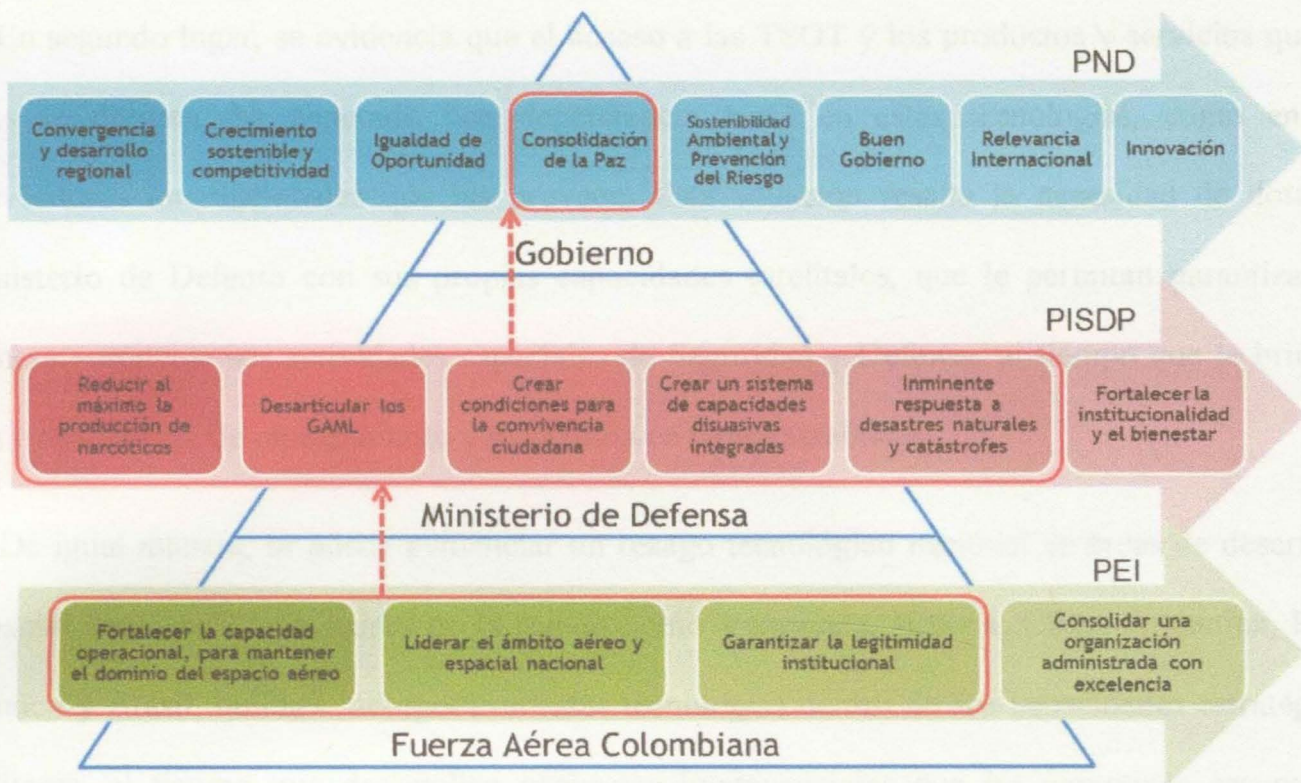 PND
Convergencia
y desarrollo
regional
Crecimiento
sostenible y
competitividad
Igualdad de
Oportunidad
Consolidación
de la Paz
Sostenibilidad
Ambiental y
Prevención
del Riesgo
Buen
Gobierno
Relevancia
Internacional
Innovación
Gobierno
PISDP
Reducir al
máximo la
producción de
narcóticos
Desarticular los
GAML
Crear
condiciones para
la convivencia
ciudadana
Crear un sistema
de capacidades
disuasivas
integradas
Inminente
respuesta a
desastres naturales
y catástrofes
Fortalecer la
institucionalidad
y el bienestar
Ministerio de Defensa
PEI
Fortalecer la capacidad
operacional, para mantener
el dominio del espacio aéreo
Liderar el ámbito aéreo y
espacial nacional
Garantizar la legitimidad
institucional
Consolidar una
organización
administrada con
excelencia
Fuerza Aérea Colombiana